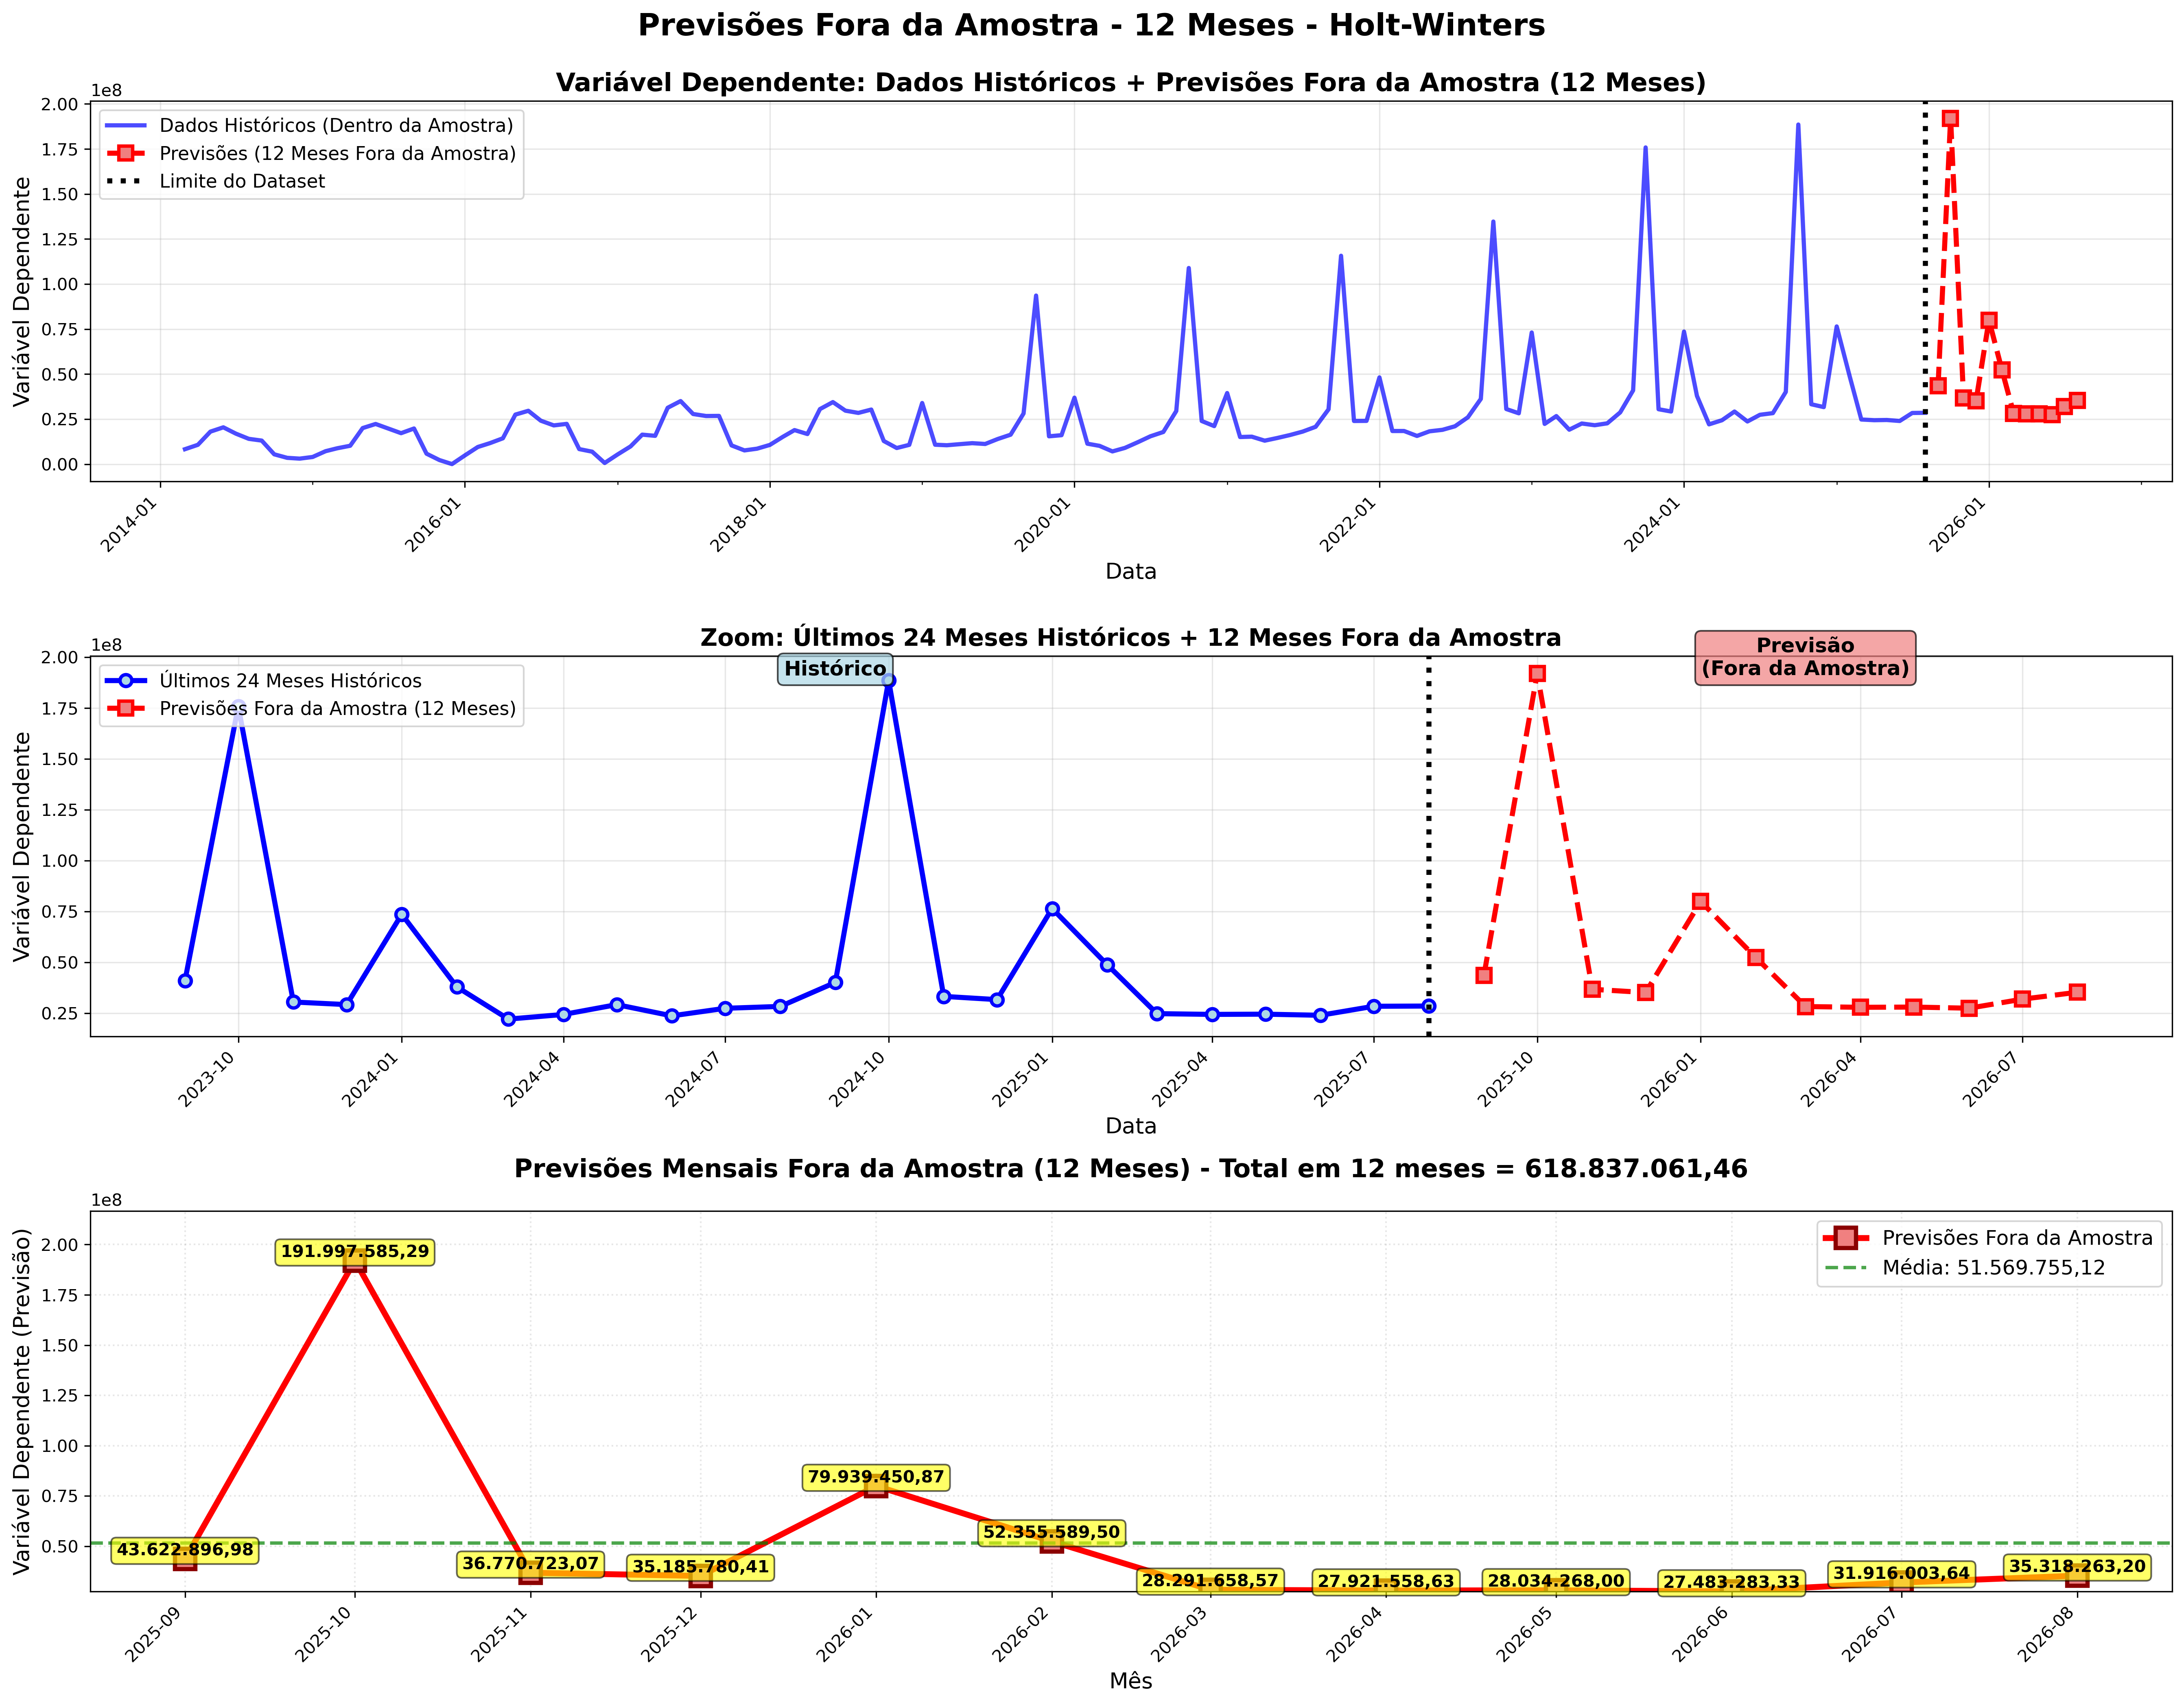 Previsões Fora da Amostra - 12 Meses - Holt-Winters
Variável Dependente: Dados Históricos + Previsões Fora da Amostra (12 Meses)
1e8
Dados Históricos (Dentro da Amostra)
Previsões (12 Meses Fora da Amostra)
Limite do Dataset
Variável Dependente
2.00
1.75
1.50
1.25
1.00
0.75
0.50
0.25
0.00
2014-01
2016-01
2018-01
2020-01
2022-01
2024-01
2026-01
Data
Zoom: Últimos 24 Meses Históricos + 12 Meses Fora da Amostra
1e8
Últimos 24 Meses Históricos
Previsões Fora da Amostra (12 Meses)
Histórico
Previsão
(Fora da Amostra)
Variável Dependente
2.00
1.75
1.50
1.25
1.00
0.75
0.50
0.25
2023-10
2024-01
2024-04
2024-07
2024-10
2025-01
2025-04
2025-07
2025-10
2026-01
2026-04
2026-07
Data
Previsões Mensais Fora da Amostra (12 Meses) - Total em 12 meses = 618.837.061,46
1e8
Previsões Fora da Amostra
Média: 51.569.755,12
Variável Dependente (Previsão)
2.00
1.75
1.50
1.25
1.00
0.75
0.50
43.622.896,98
191.997.585,29
36.770.723,07
35.185.780,41
79.939.450,87
52.355.589,50
28.291.658,57
27.921.558,63
28.034.268,00
27.483.283,33
31.916.003,64
35.318.263,20
2025-09
2025-10
2025-11
2025-12
2026-01
2026-02
2026-03
2026-04
2026-05
2026-06
2026-07
2026-08
Mês